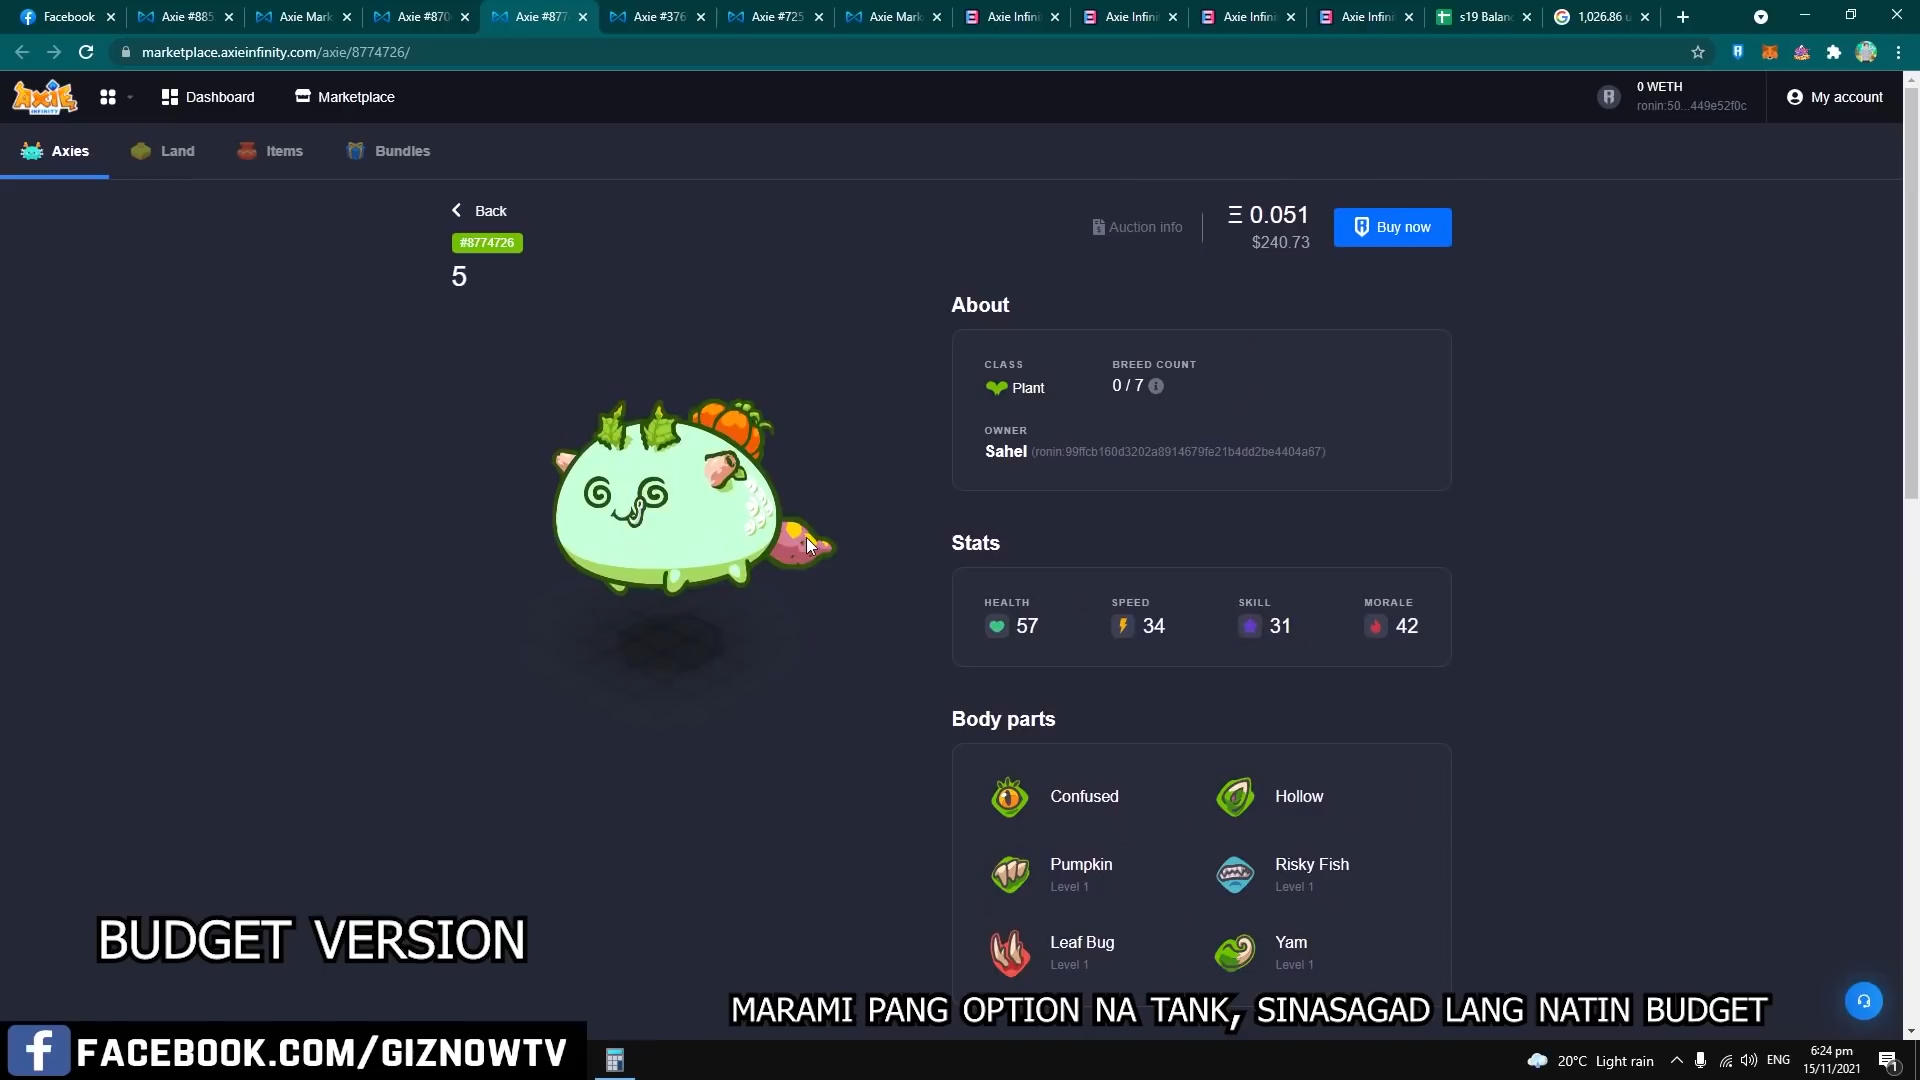 Facebook
Axie #885
Axie Mark
Axie #870
Axie #877
Axie #376
Axie #725
Axie Mark
Axie Infini
Axie Infini
Axie Infini
Axie Infini
s19 Balanc
1,026.86 u
marketplace.axieinfinity.com/axie/8774726/
AXIE INFINITY
Dashboard
Marketplace
0 WETH
ronin:50...449e52f0c
My account
Axies
Land
Items
Bundles
Back
#8774726
5
Auction info
Ξ 0.051
$240.73
Buy now
About
CLASS
BREED COUNT
Plant
0 / 7
OWNER
Sahel (ronin:99ffcb160d3202a8914679fe21b4dd2be4404a67)
Stats
HEALTH
SPEED
SKILL
MORALE
57
34
31
42
Body parts
Confused
Hollow
Pumpkin
Level 1
Risky Fish
Level 1
Leaf Bug
Level 1
Yam
Level 1
BUDGET VERSION
MARAMI PANG OPTION NA TANK, SINASAGAD LANG NATIN BUDGET
FACEBOOK.COM/GIZNOWTV
20°C Light rain
ENG
6:24 pm
15/11/2021
1